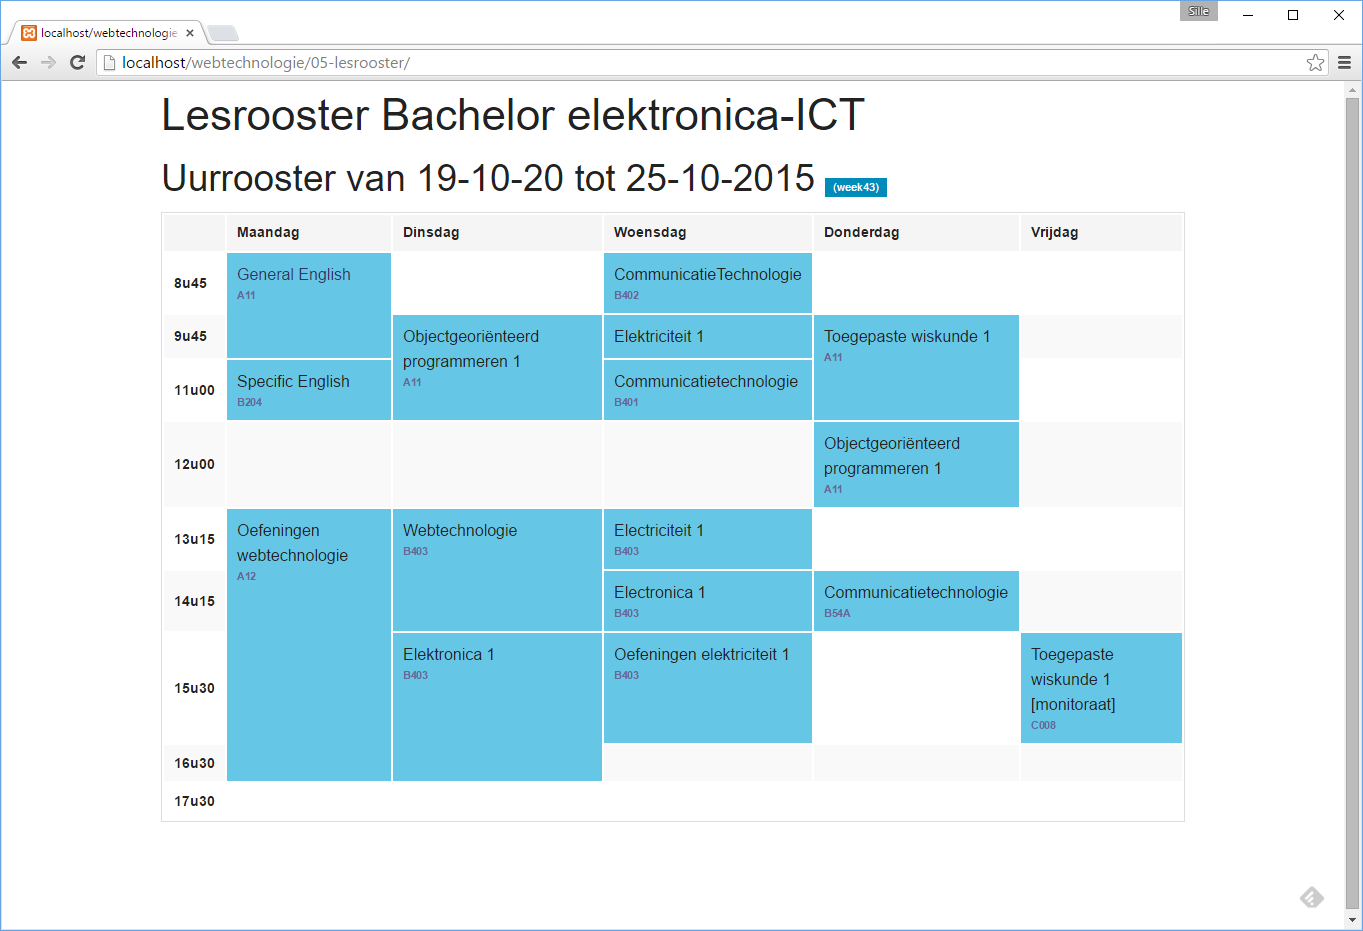 Sille
localhost/webtechnologie
localhost/webtechnologie/05-lesrooster/
Lesrooster Bachelor elektronica-ICT
Uurrooster van 19-10-20 tot 25-10-2015 (week43)
Maandag Dinsdag Woensdag Donderdag Vrijdag
8u45
General English
A11
CommunicatieTechnologie
B402
9u45
Objectgeoriënteerd
programmeren 1
A11
Elektriciteit 1
Toegepaste wiskunde 1
A11
11u00
Specific English
B204
Communicatietechnologie
B401
12u00
Objectgeoriënteerd
programmeren 1
A11
13u15
Oefeningen
webtechnologie
A12
Webtechnologie
B403
Electriciteit 1
B403
14u15
Electronica 1
B403
Communicatietechnologie
B54A
15u30
Elektronica 1
B403
Oefeningen elektriciteit 1
B403
Toegepaste
wiskunde 1
[monitoraat]
C008
16u30
17u30